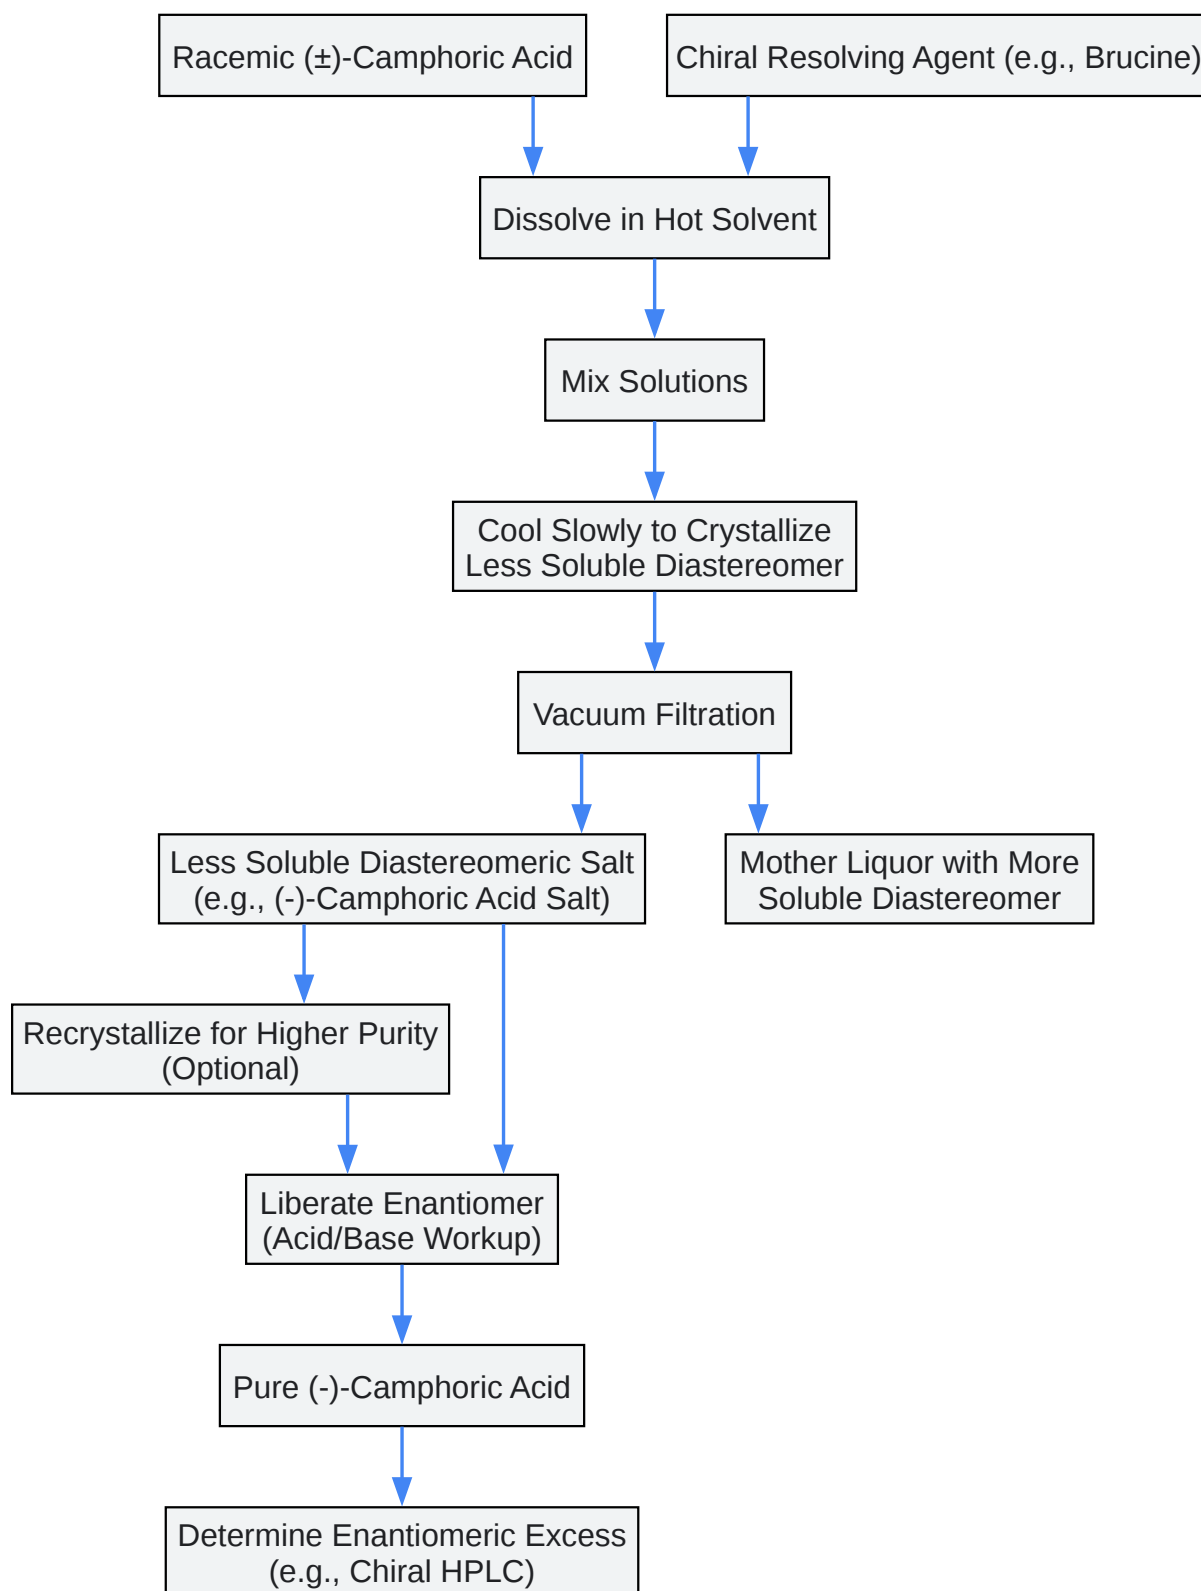 Racemic (±)-Camphoric Acid
Chiral Resolving Agent (e.g., Brucine)
Dissolve in Hot Solvent
Mix Solutions
Cool Slowly to Crystallize
Less Soluble Diastereomer
Vacuum Filtration
Less Soluble Diastereomeric Salt
(e.g., (-)-Camphoric Acid Salt)
Mother Liquor with More
Soluble Diastereomer
Recrystallize for Higher Purity
(Optional)
Liberate Enantiomer
(Acid/Base Workup)
Pure (-)-Camphoric Acid
Determine Enantiomeric Excess
(e.g., Chiral HPLC)